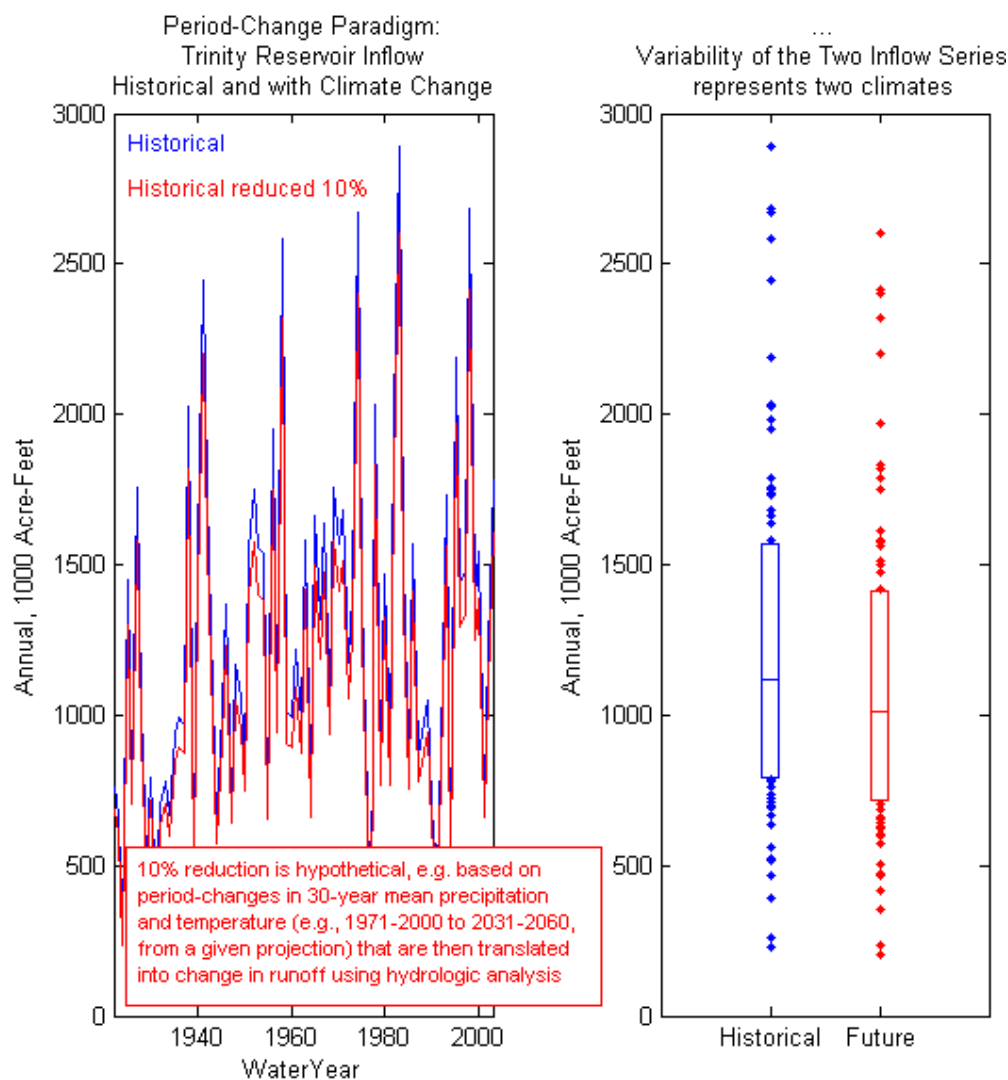 Period-Change Paradigm:
Trinity Reservoir Inflow
Historical and with Climate Change
3000
2500
2000
1500
1000
500
0
Annual, 1000 Acre-Feet
Historical
Historical reduced 10%
10% reduction is hypothetical, e.g. based on
period-changes in 30-year mean precipitation
and temperature (e.g., 1971-2000 to 2031-2060,
from a given projection) that are then translated
into change in runoff using hydrologic analysis
1940 1960 1980 2000
WaterYear
...
Variability of the Two Inflow Series
represents two climates
3000
2500
2000
1500
1000
500
0
Annual, 1000 Acre-Feet
Historical Future